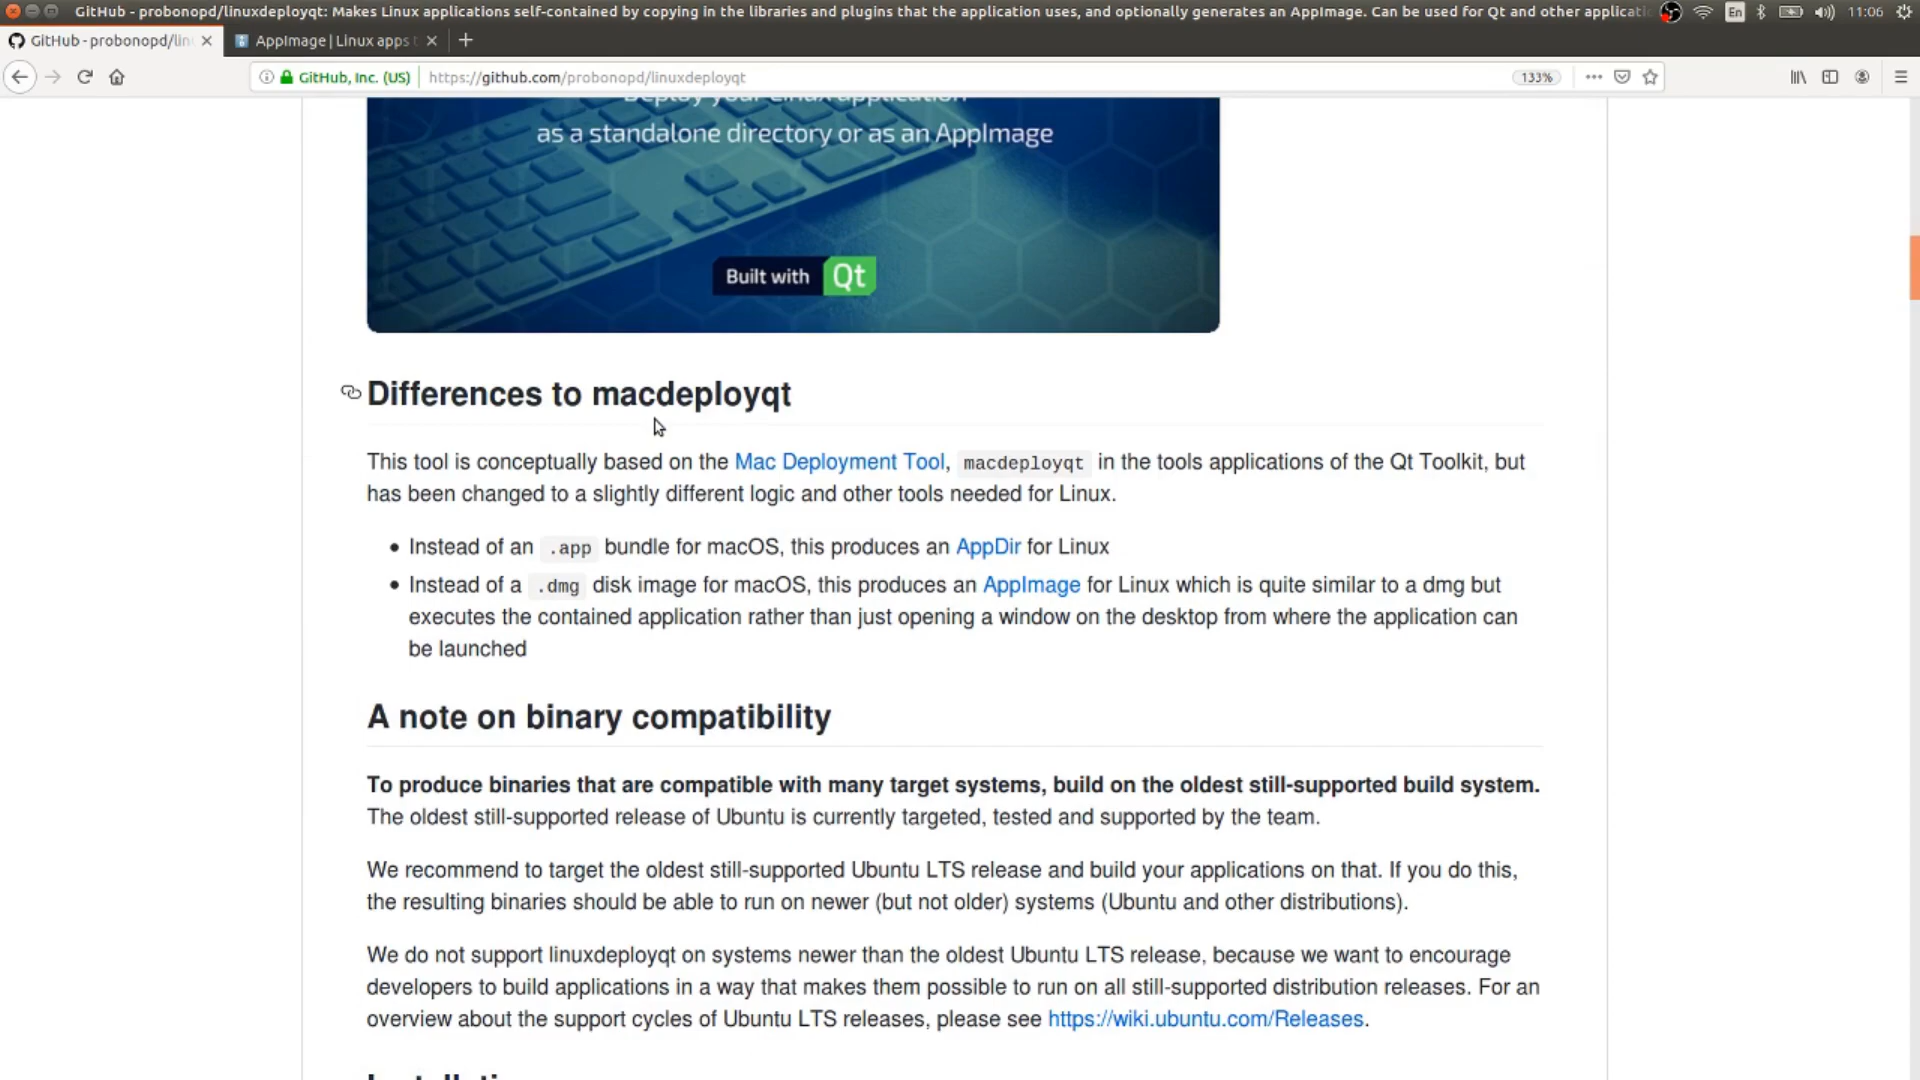 GitHub - probonopd/linuxdeployqt: Makes Linux applications self-contained by copying in the libraries and plugins that the application uses, and optionally generates an AppImage. Can be used for Qt and other applicati
En
11:06
GitHub - probonopd/lin
AppImage | Linux apps t
GitHub, Inc. (US)
https://github.com/probonopd/linuxdeployqt
133%
Deploy your Linux application
as a standalone directory or as an AppImage
Built with Qt
Differences to macdeployqt
This tool is conceptually based on the Mac Deployment Tool, macdeployqt in the tools applications of the Qt Toolkit, but
has been changed to a slightly different logic and other tools needed for Linux.
Instead of an .app bundle for macOS, this produces an AppDir for Linux
Instead of a .dmg disk image for macOS, this produces an AppImage for Linux which is quite similar to a dmg but
executes the contained application rather than just opening a window on the desktop from where the application can
be launched
A note on binary compatibility
To produce binaries that are compatible with many target systems, build on the oldest still-supported build system.
The oldest still-supported release of Ubuntu is currently targeted, tested and supported by the team.
We recommend to target the oldest still-supported Ubuntu LTS release and build your applications on that. If you do this,
the resulting binaries should be able to run on newer (but not older) systems (Ubuntu and other distributions).
We do not support linuxdeployqt on systems newer than the oldest Ubuntu LTS release, because we want to encourage
developers to build applications in a way that makes them possible to run on all still-supported distribution releases. For an
overview about the support cycles of Ubuntu LTS releases, please see https://wiki.ubuntu.com/Releases.